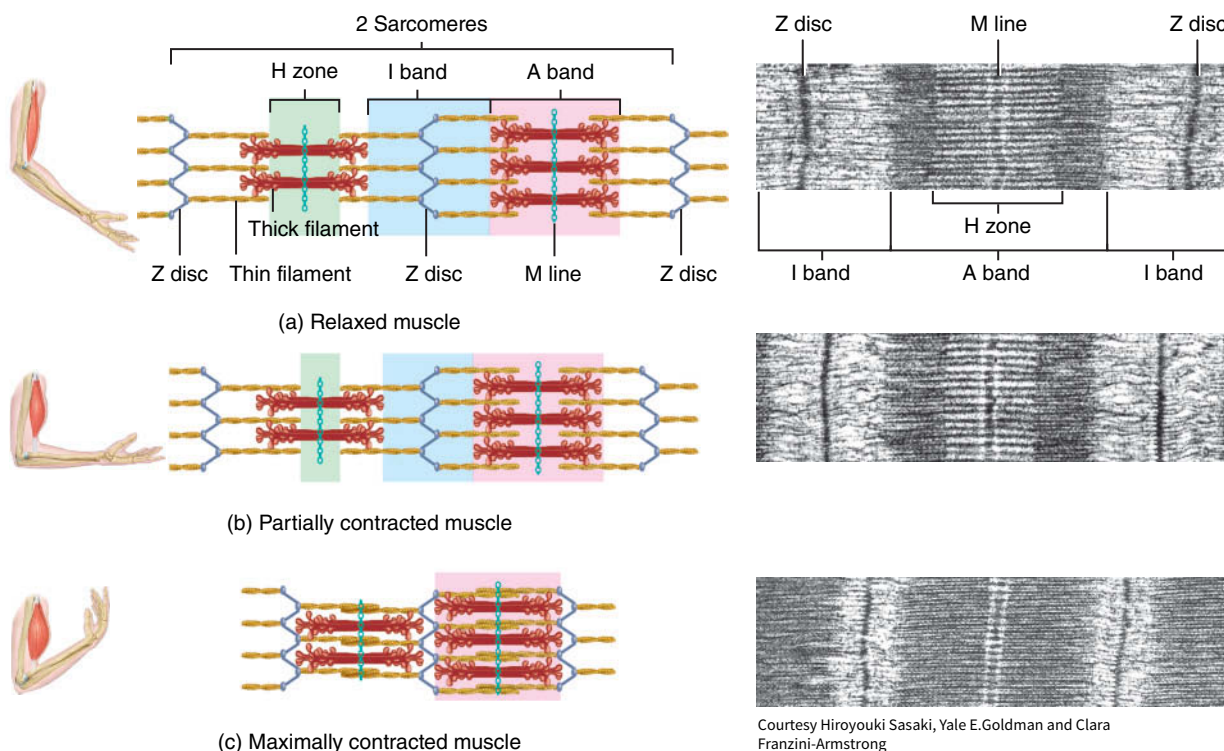 2 Sarcomeres
H zone
I band
A band
Thick filament
Z disc
Thin filament
Z disc
M line
Z disc
(a) Relaxed muscle
Z disc
M line
Z disc
H zone
I band
A band
I band
(b) Partially contracted muscle
(c) Maximally contracted muscle
Courtesy Hiroyouki Sasaki, Yale E.Goldman and Clara
Franzini-Armstrong